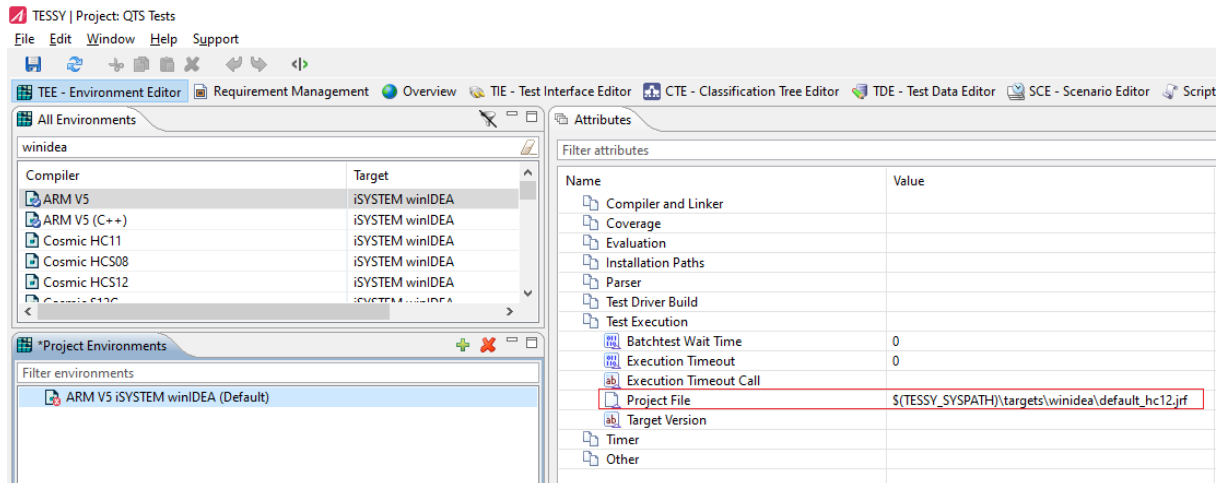 TESSY | Project: QTS Tests
File Edit Window Help Support
TEE - Environment Editor Requirement Management Overview TIE - Test Interface Editor CTE - Classification Tree Editor TDE - Test Data Editor SCE - Scenario Editor Script
All Environments
winidea
Compiler Target
ARM V5 iSYSTEM winIDEA
ARM V5 (C++) iSYSTEM winIDEA
Cosmic HC11 iSYSTEM winIDEA
Cosmic HCS08 iSYSTEM winIDEA
Cosmic HCS12 iSYSTEM winIDEA
*Project Environments
Filter environments
ARM V5 iSYSTEM winIDEA (Default)
Attributes
Filter attributes
Name Value
Compiler and Linker
Coverage
Evaluation
Installation Paths
Parser
Test Driver Build
Test Execution
Batchtest Wait Time 0
Execution Timeout 0
Execution Timeout Call
Project File $(TESSY_SYSPATH)\targets\winidea\default_hc12.jrf
Target Version
Timer
Other